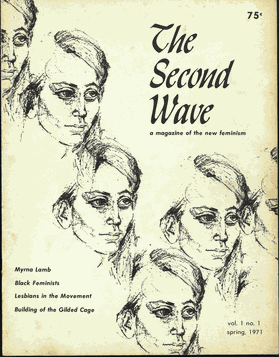 75¢
The
Second
Wave
a magazine of the new feminism
Myrna Lamb
Black Feminists
Lesbians in the Movement
Building of the Gilded Cage
vol. 1 no. 1
spring, 1971